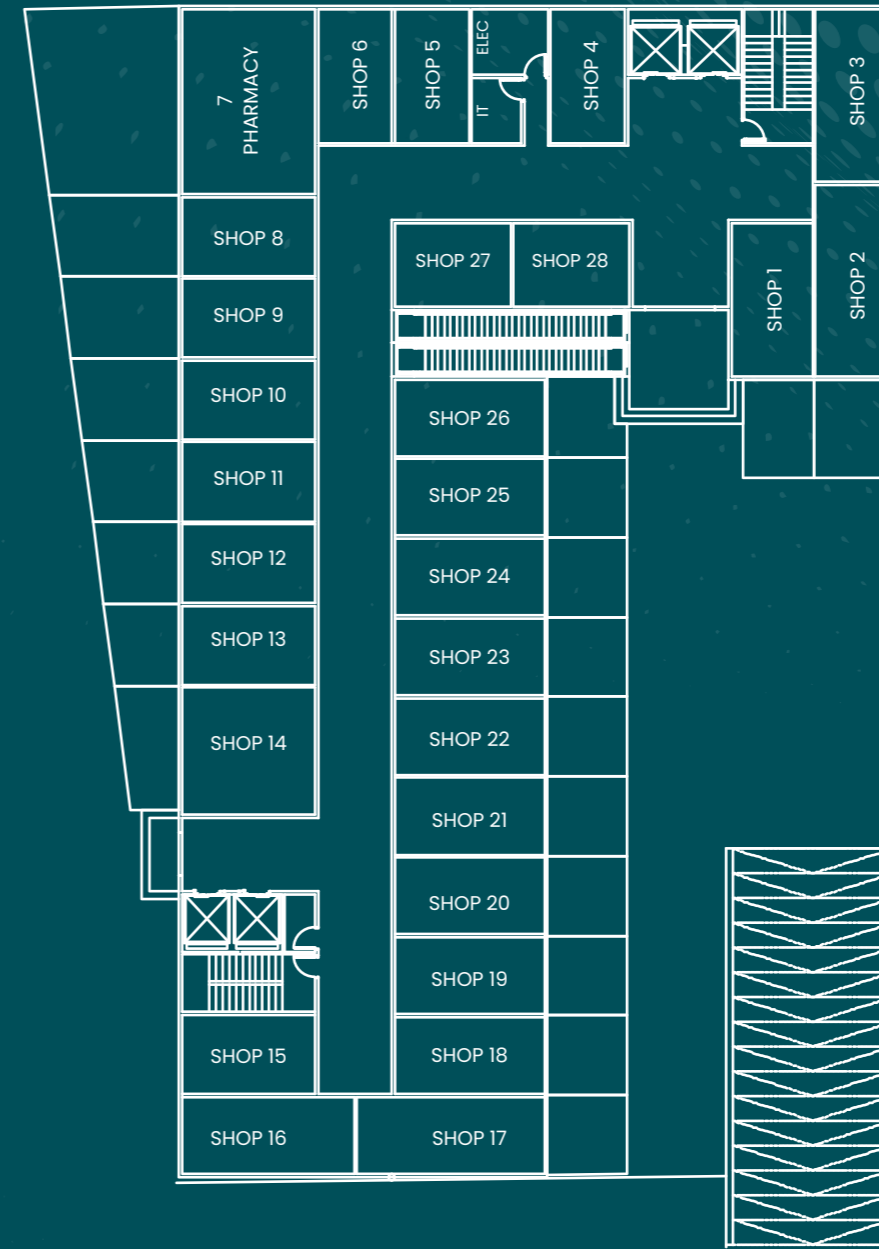 7
PHARMACY
SHOP 6
SHOP 5
ELEC
IT
SHOP 4
SHOP 3
SHOP 8
SHOP 27
SHOP 28
SHOP 1
SHOP 2
SHOP 9
SHOP 10
SHOP 26
SHOP 11
SHOP 25
SHOP 12
SHOP 24
SHOP 13
SHOP 23
SHOP 14
SHOP 22
SHOP 21
SHOP 20
SHOP 19
SHOP 15
SHOP 18
SHOP 16
SHOP 17